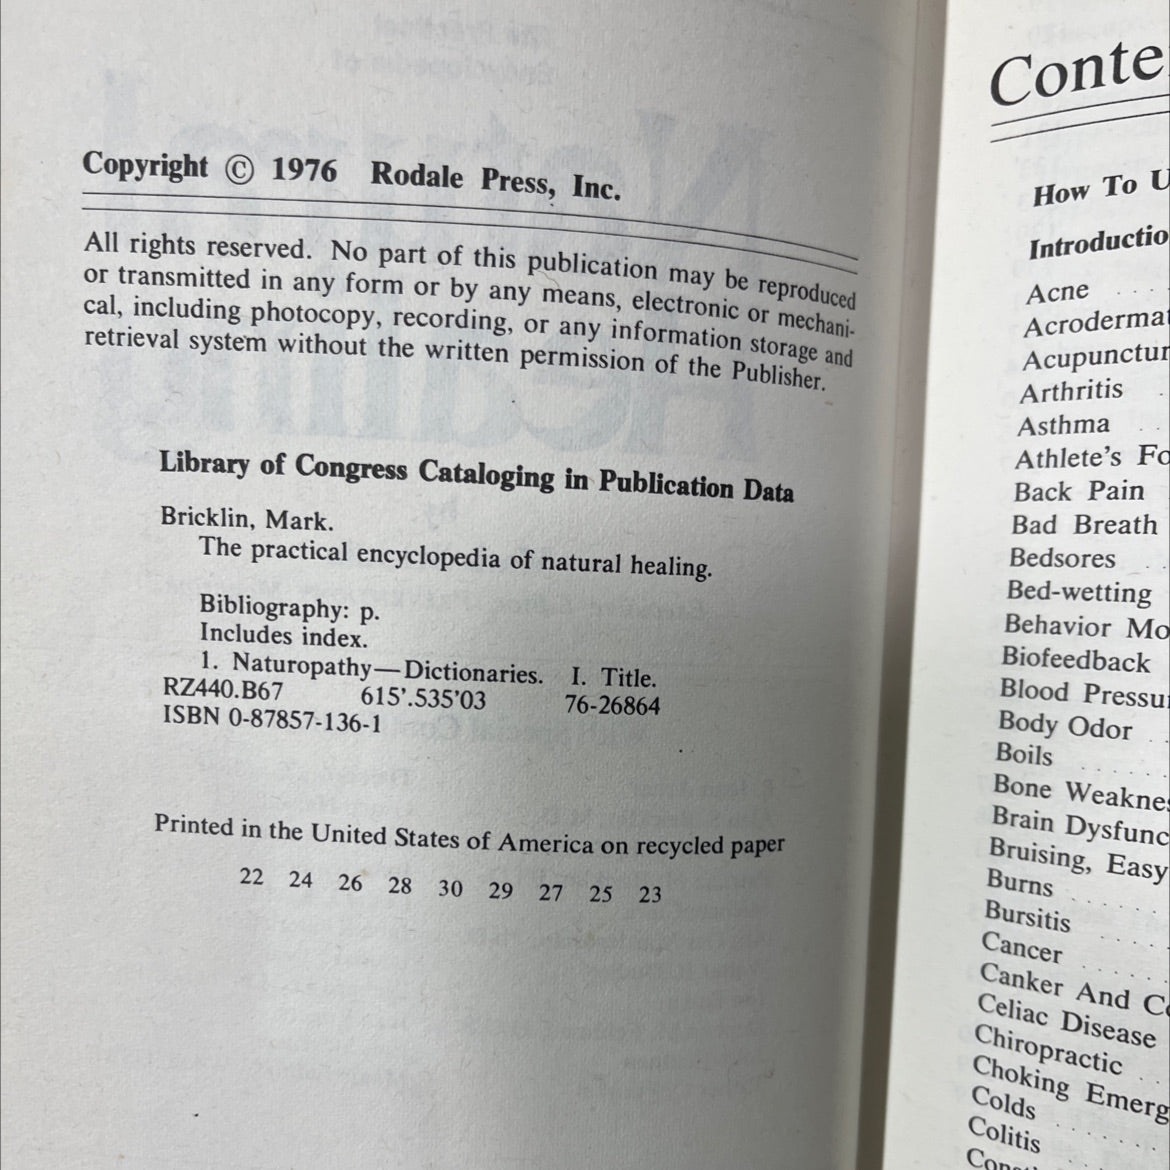 Copyright © 1976 Rodale Press, Inc.
All rights reserved. No part of this publication may be reproduced
or transmitted in any form or by any means, electronic or mechani-
cal, including photocopy, recording, or any information storage and
retrieval system without the written permission of the Publisher.
Library of Congress Cataloging in Publication Data
Bricklin, Mark.
The practical encyclopedia of natural healing.
Bibliography: p.
Includes index.
1. Naturopathy—Dictionaries. I. Title.
RZ440.B67 615'.535'03 76-26864
ISBN 0-87857-136-1
Printed in the United States of America on recycled paper
22 24 26 28 30 29 27 25 23
Conte
How To U
Introductio
Acne
Acrodermat
Acupunctur
Arthritis
Asthma
Athlete's Fo
Back Pain
Bad Breath
Bedsores
Bed-wetting
Behavior Mo
Biofeedback
Blood Pressu
Body Odor
Boils
Bone Weaknes
Brain Dysfunc
Bruising, Easy
Burns
Bursitis
Cancer
Canker And Co
Celiac Disease
Chiropractic
Choking Emerg
Colds
Colitis